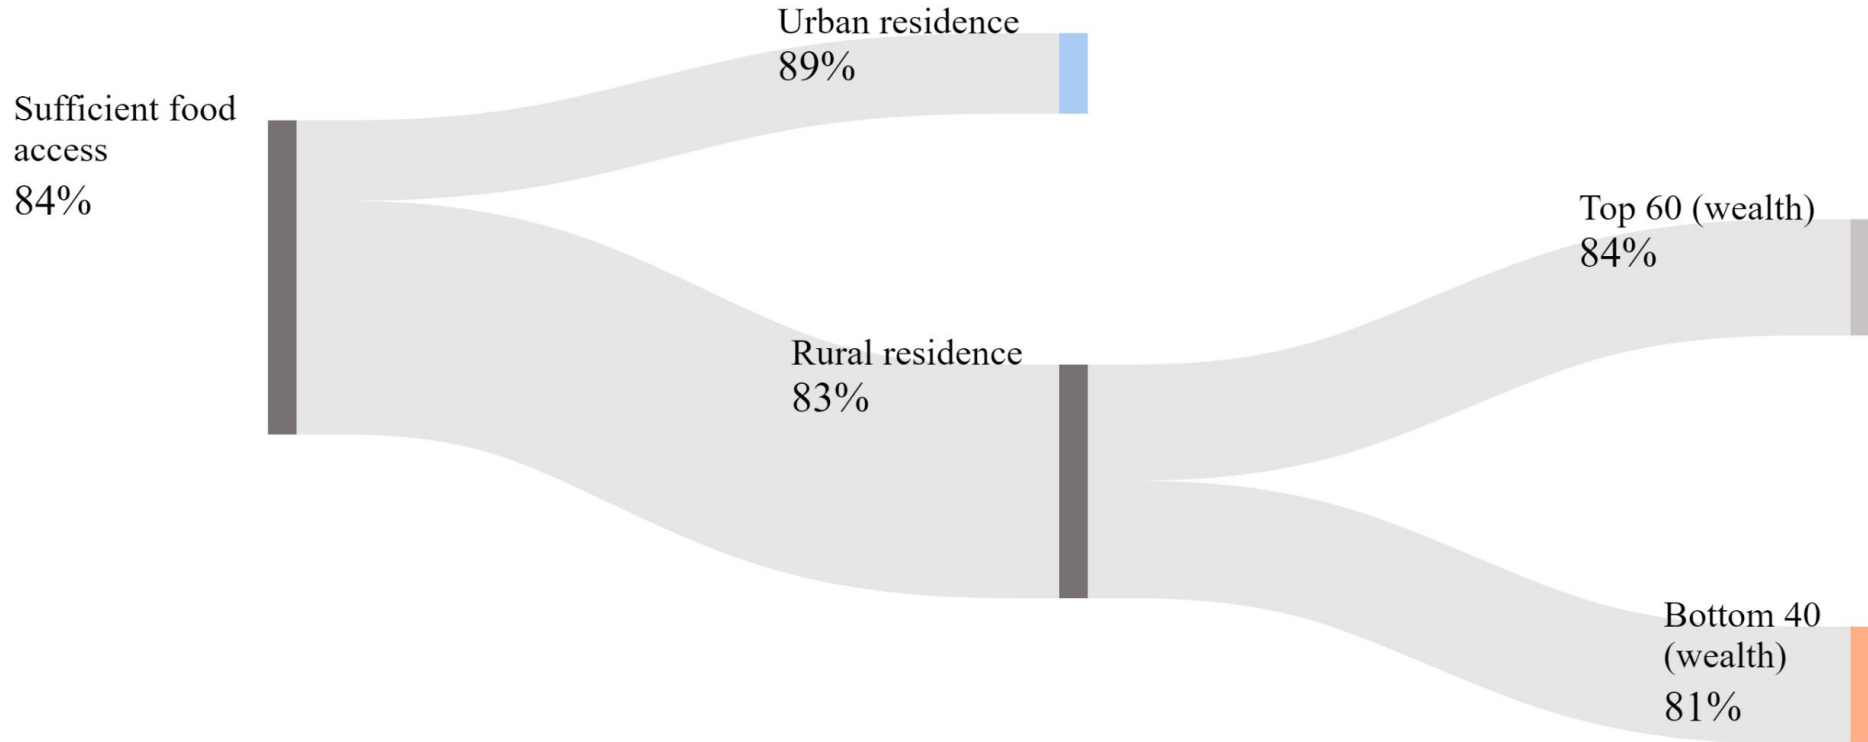 Sufficient food
access
84%
Urban residence
89%
Rural residence
83%
Top 60 (wealth)
84%
Bottom 40
(wealth)
81%